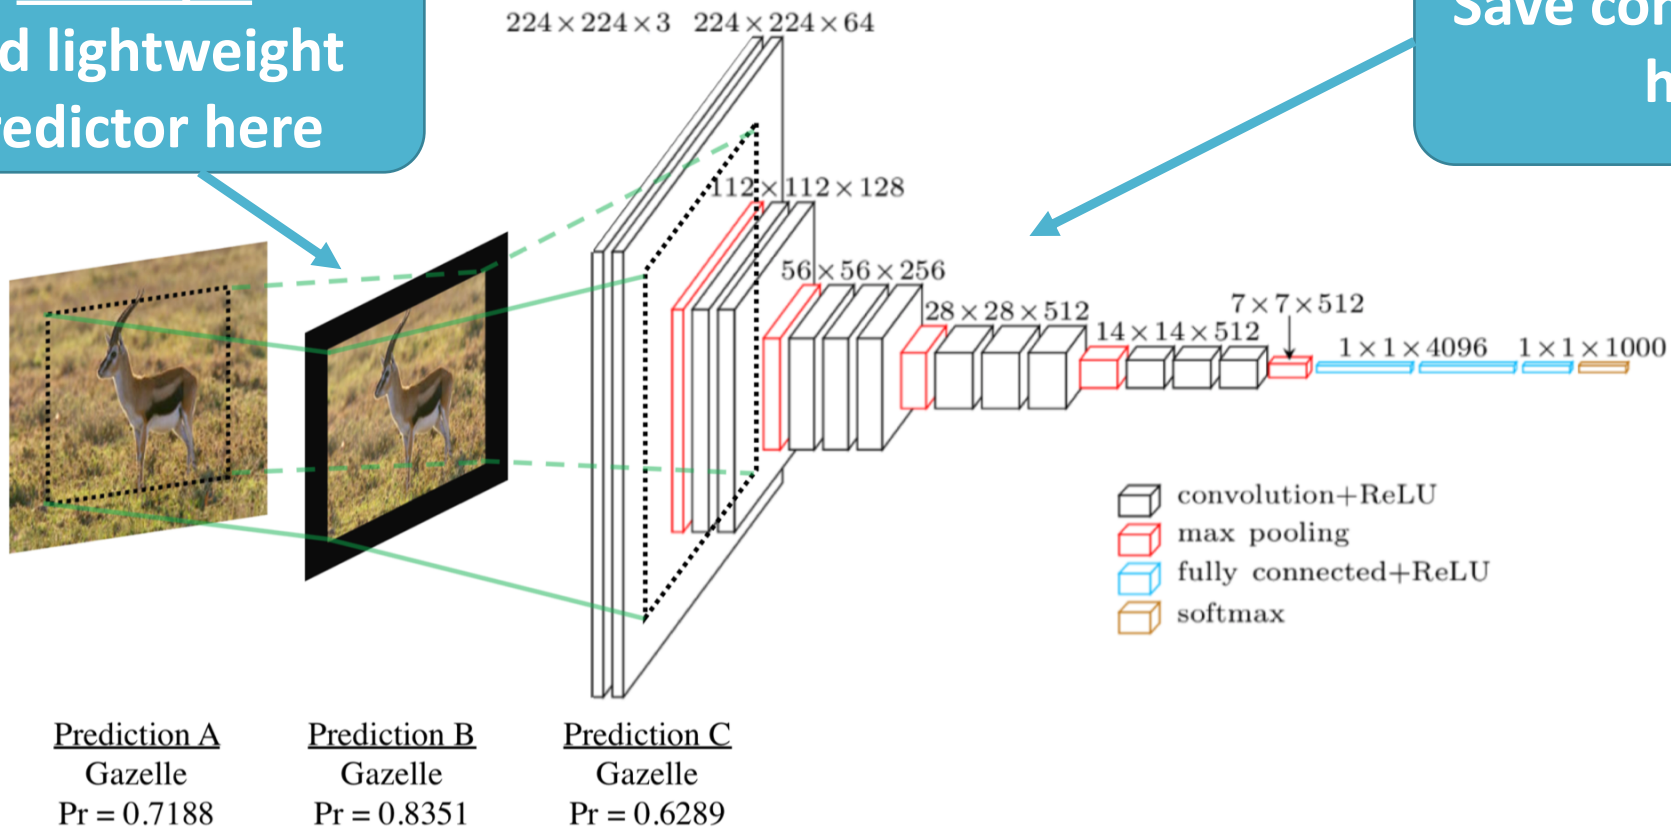 d lightweight
redictor here
Save
224×224×3 224×224×64
112×112×128
56×56×256
28×28×512
14×14×512
7×7×512
1×1×4096 1×1×1000
convolution+ReLU
max pooling
fully connected+ReLU
softmax
Prediction A
Gazelle
Pr = 0.7188
Prediction B
Gazelle
Pr = 0.8351
Prediction C
Gazelle
Pr = 0.6289